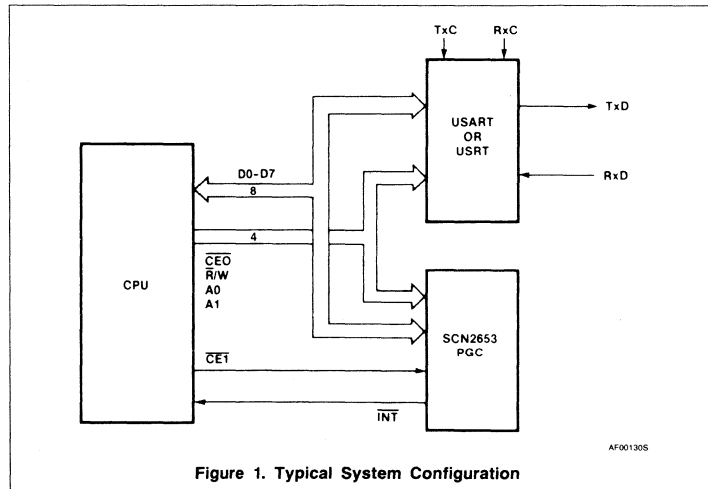 TxC RxC
USART
OR
USRT
TxD
RxD
D0-D7
8
4
CPU
CE0
R/W
A0
A1
CE1
INT
SCN2653
PGC
AF00130S
Figure 1. Typical System Configuration